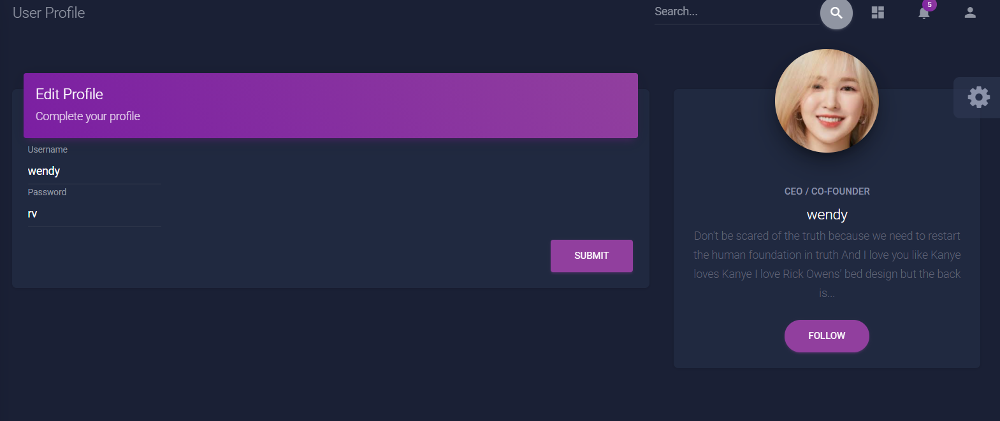 User Profile
Search...
5
Edit Profile
Complete your profile
Username
wendy
Password
rv
SUBMIT
CEO / CO-FOUNDER
wendy
Don't be scared of the truth because we need to restart
the human foundation in truth And I love you like Kanye
loves Kanye I love Rick Owens' bed design but the back
is...
FOLLOW